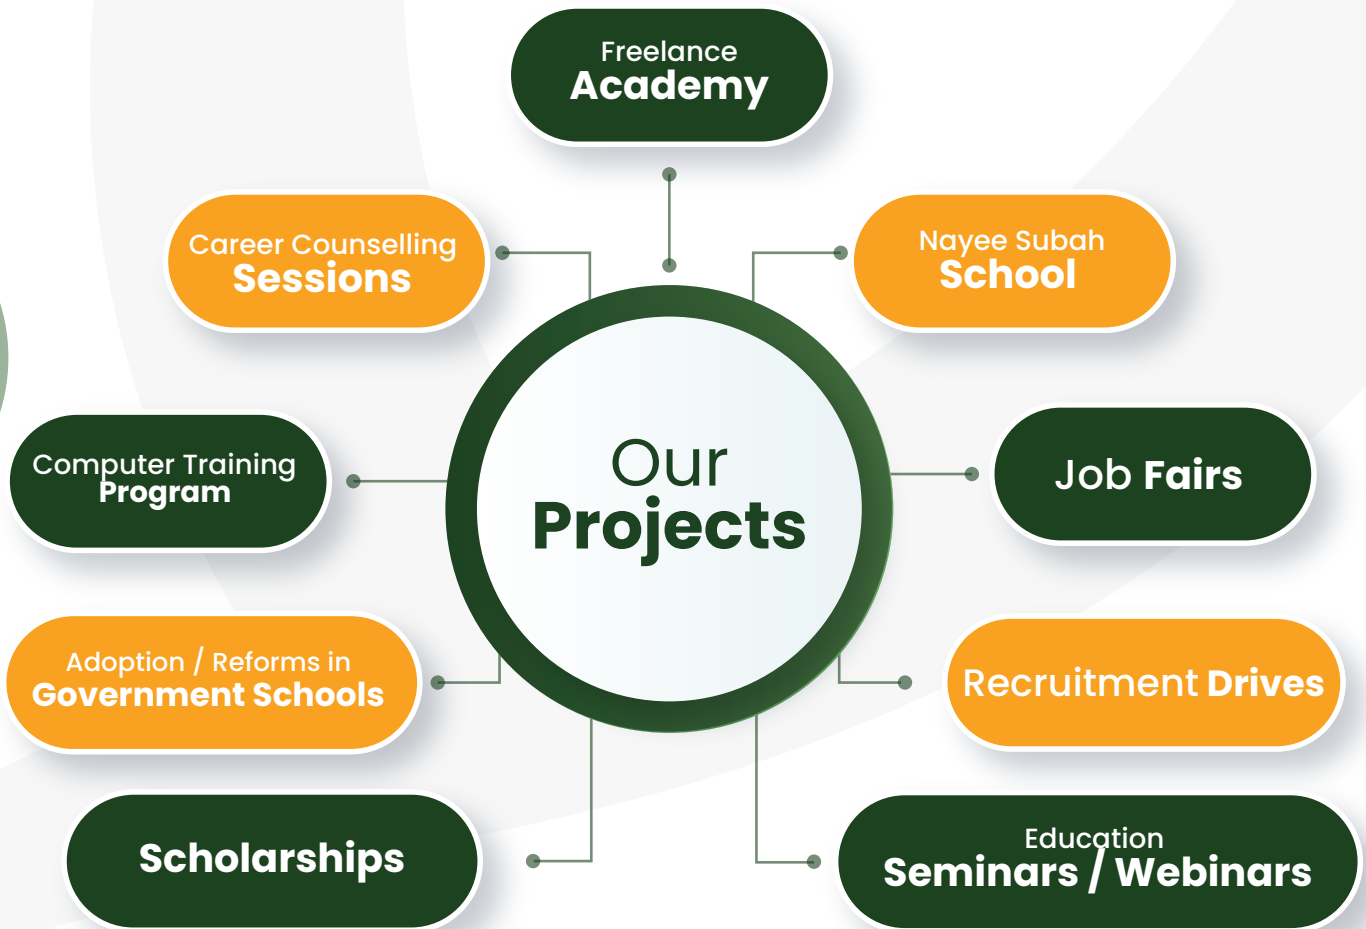 Freelance
Academy
Career Counselling
Sessions
Nayee Subah
School
Computer Training
Program
Our
Projects
Job Fairs
Adoption / Reforms in
Government Schools
Recruitment Drives
Scholarships
Education
Seminars / Webinars